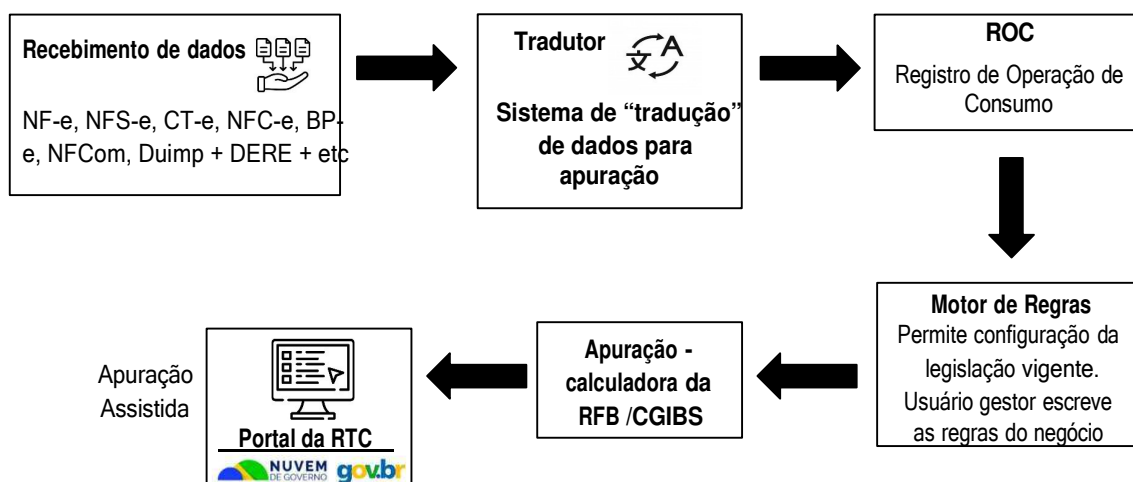 Recebimento de dados
NF-e, NFS-e, CT-e, NFC-e, BP-
e, NFCom, Duimp + DERE + etc
Tradutor
文 A
Sistema de “tradução”
de dados para
apuração
ROC
Registro de Operação de
Consumo
Motor de Regras
Permite configuração da
legislação vigente.
Usuário gestor escreve
as regras do negócio
Apuração -
calculadora da
RFB /CGIBS
Portal da RTC
NUVEM
DE GOVERNO
gov.br
Apuração
Assistida